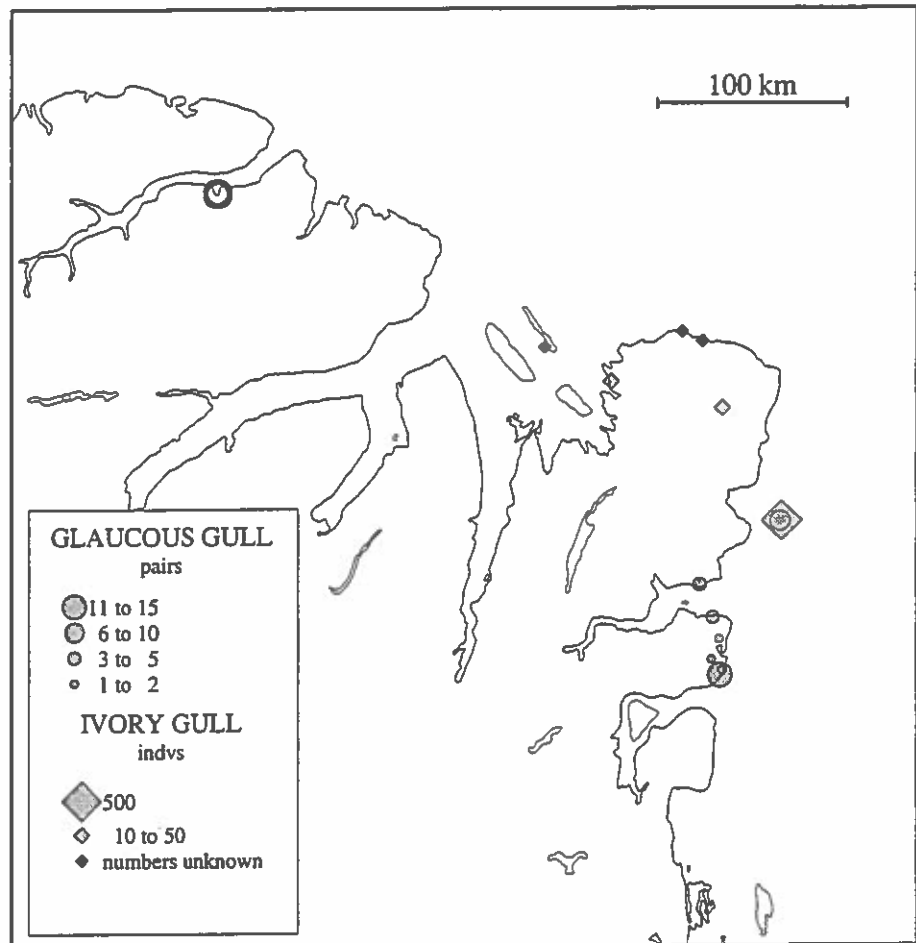 100 km
GLAUCOUS GULL
pairs
11 to 15
6 to 10
3 to 5
1 to 2
IVORY GULL
indvs
500
10 to 50
numbers unknown